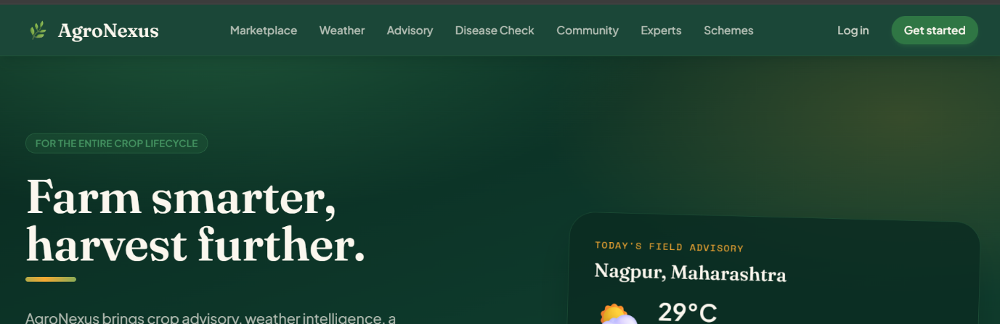 AgroNexus
Marketplace Weather Advisory Disease Check Community Experts Schemes
Log in Get started
FOR THE ENTIRE CROP LIFECYCLE
Farm smarter,
harvest further.
TODAY'S FIELD ADVISORY
Nagpur, Maharashtra
29°C
AgroNexus brings crop advisory, weather intelligence, a